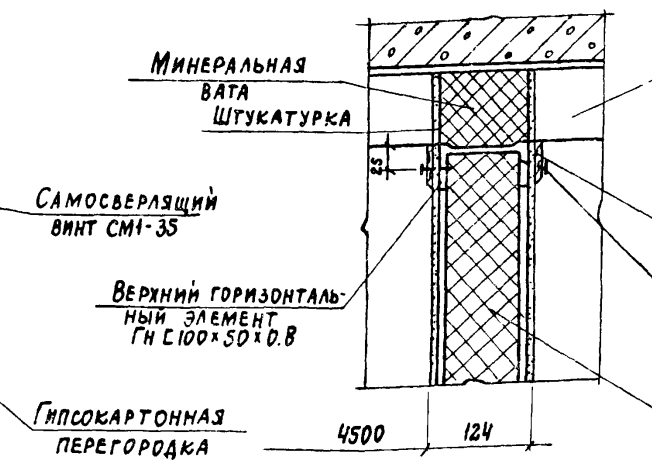 МИНЕРАЛЬНАЯ
ВАТА
ШТУКАТУРКА
25
САМОСВЕРЛЯЩИЙ
ВИНТ СМ1-35
ВЕРХНИЙ ГОРИЗОНТАЛЬ-
НЫЙ ЭЛЕМЕНТ
ГН [100×50×0.8
ГИПСОКАРТОННАЯ
ПЕРЕГОРОДКА
4500
124